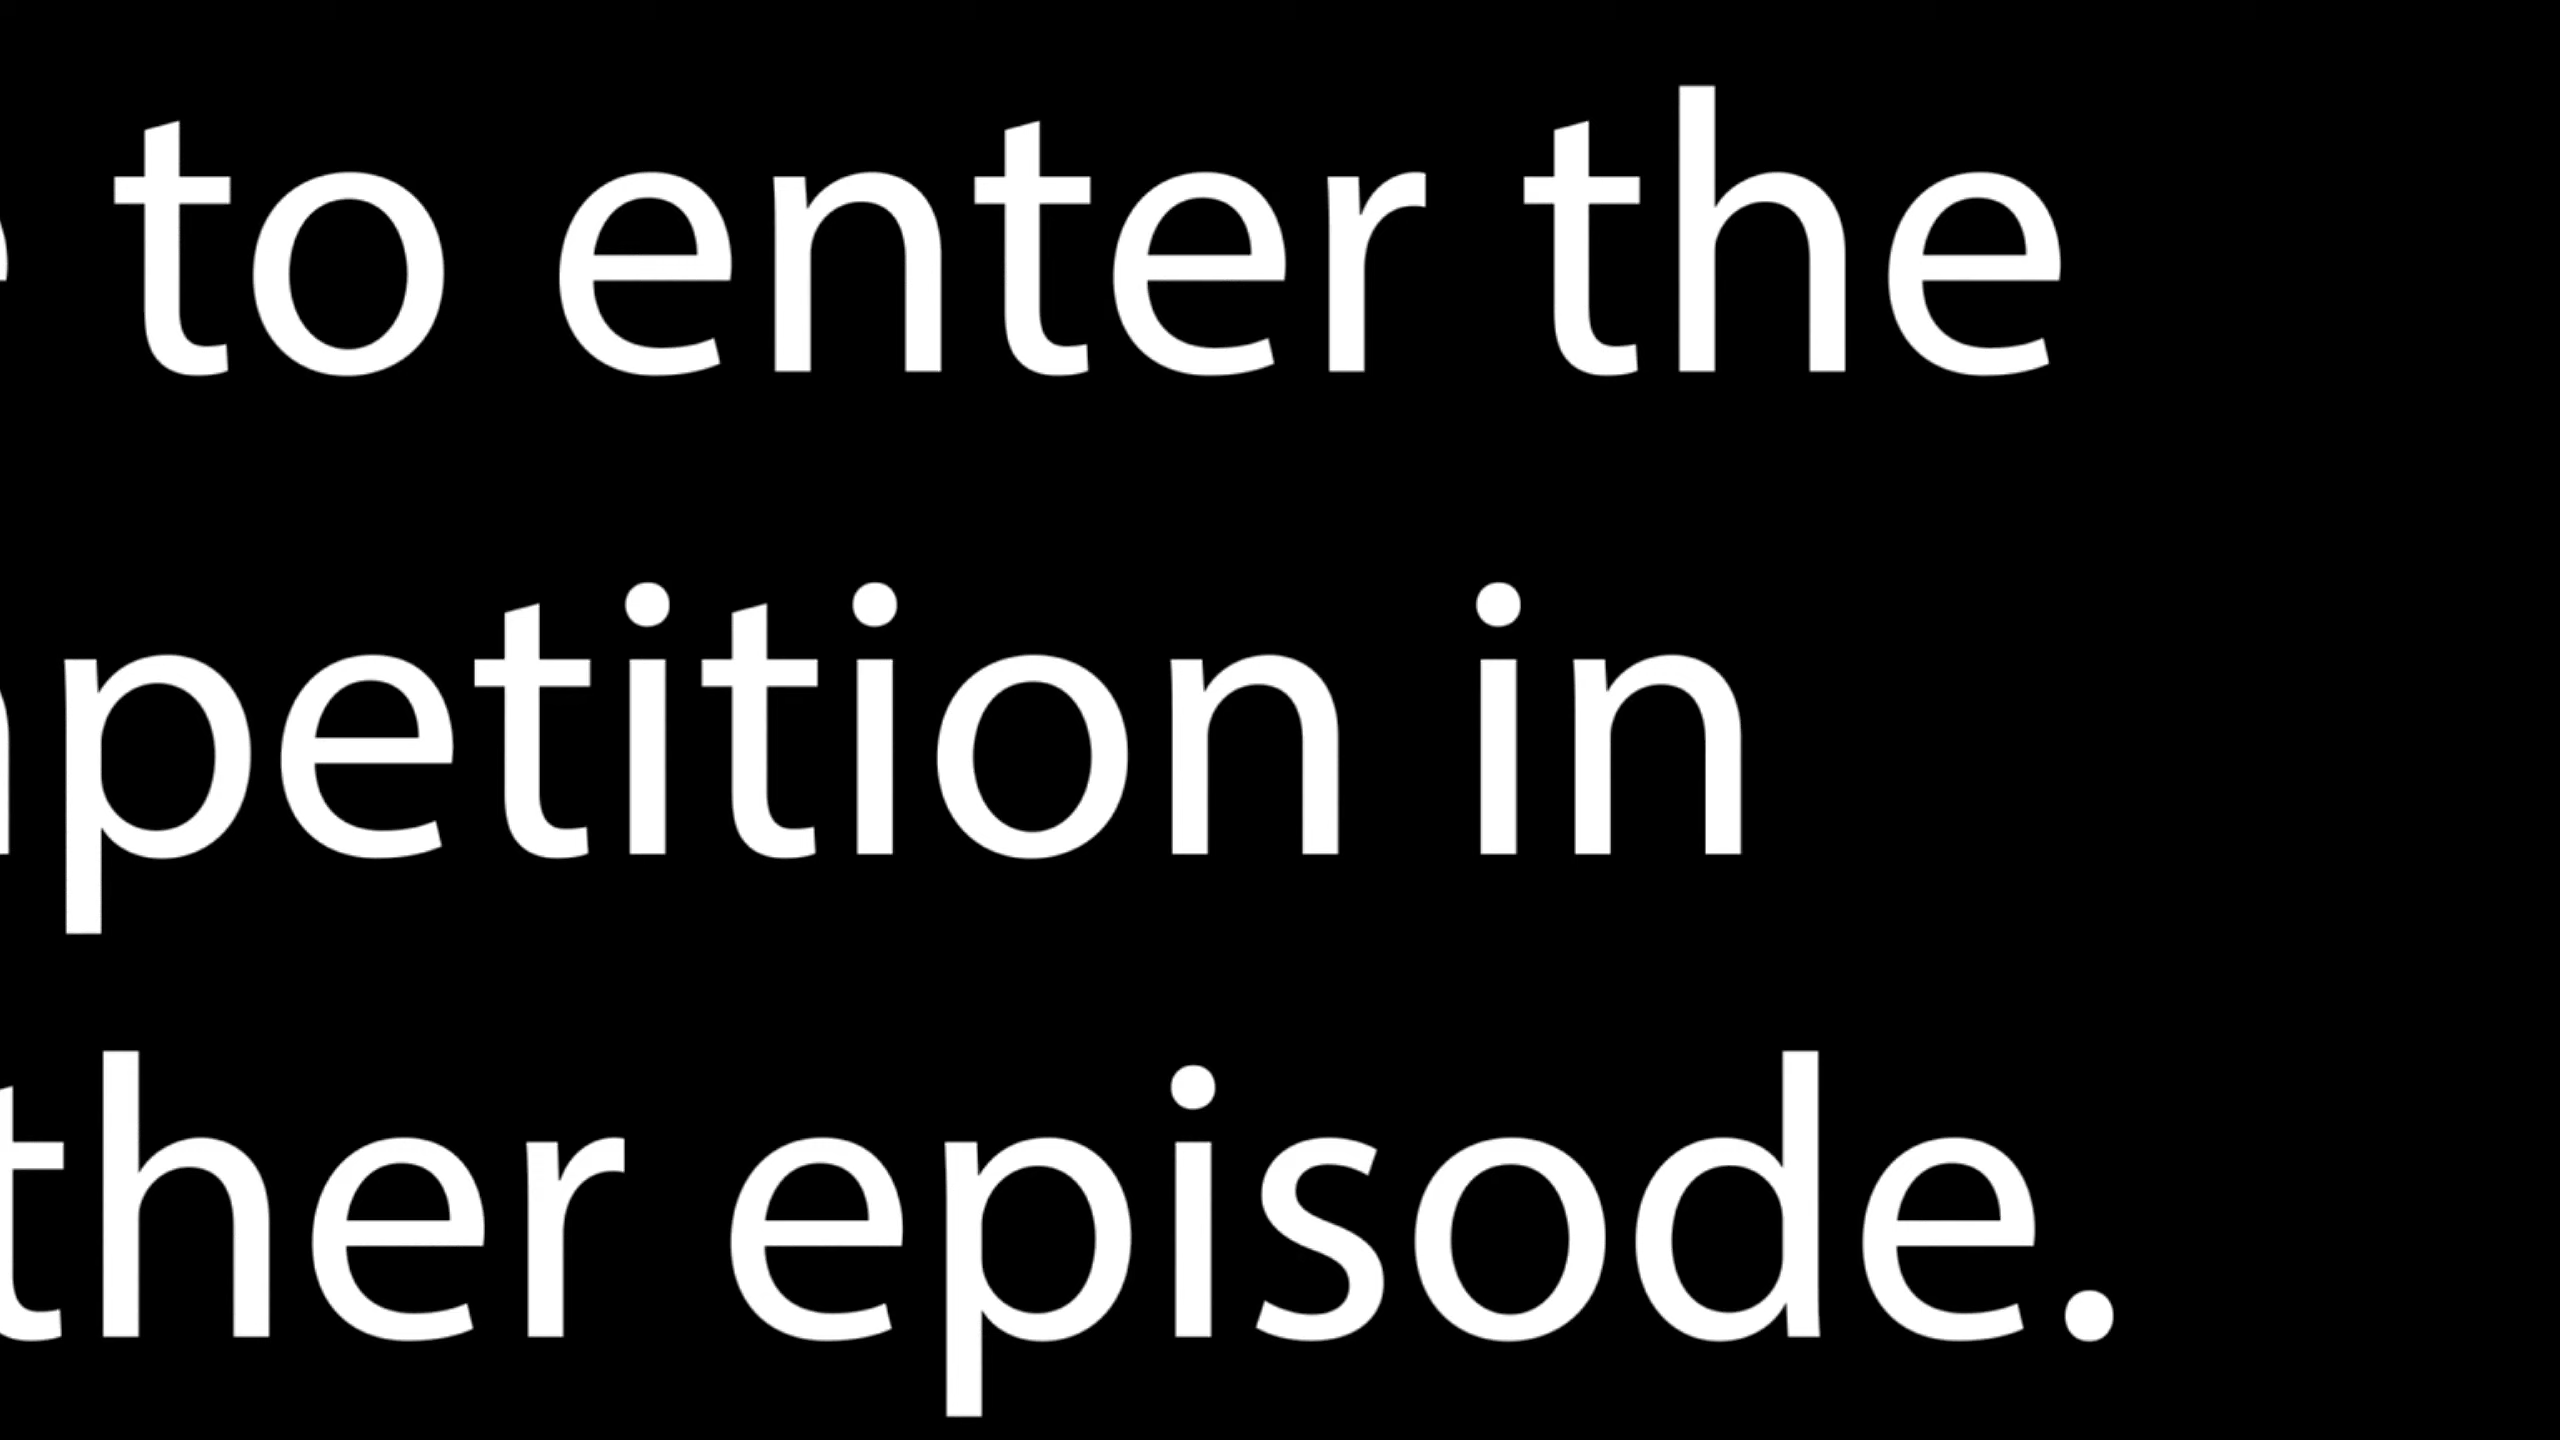 to enter the
petition in
ther episode.